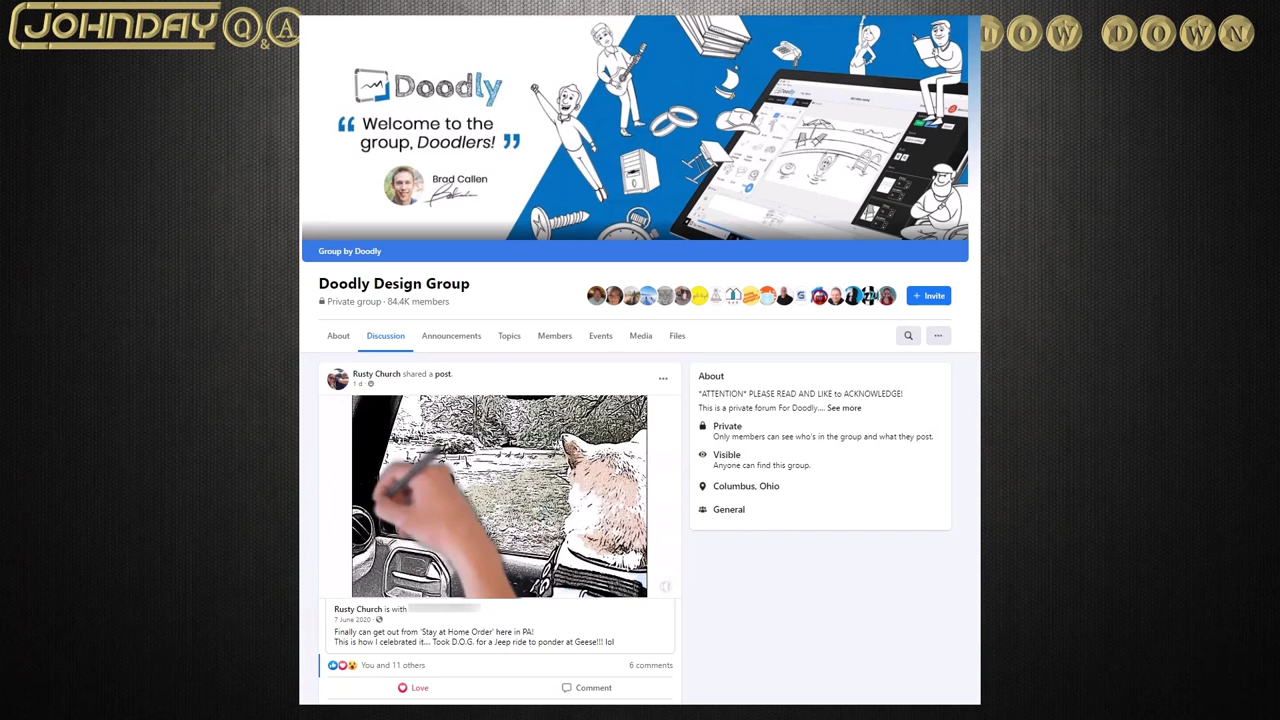 JOHNDAY Q & A OW DOWN
Doodly
“ Welcome to the
group, Doodlers! ”
Brad Callen
Group by Doodly
Doodly Design Group
Private group · 84.4K members
+ Invite
About Discussion Announcements Topics Members Events Media Files
Rusty Church shared a post.
1 d ·
Rusty Church is with
7 June 2020 ·
Finally can get out from 'Stay at Home Order' here in PA!
This is how I celebrated it.... Took D.O.G. for a Jeep ride to ponder at Geese!!! lol
You and 11 others 6 comments
Love Comment
About
*ATTENTION* PLEASE READ AND LIKE to ACKNOWLEDGE!
This is a private forum For Doodly.... See more
Private
Only members can see who's in the group and what they post.
Visible
Anyone can find this group.
Columbus, Ohio
General